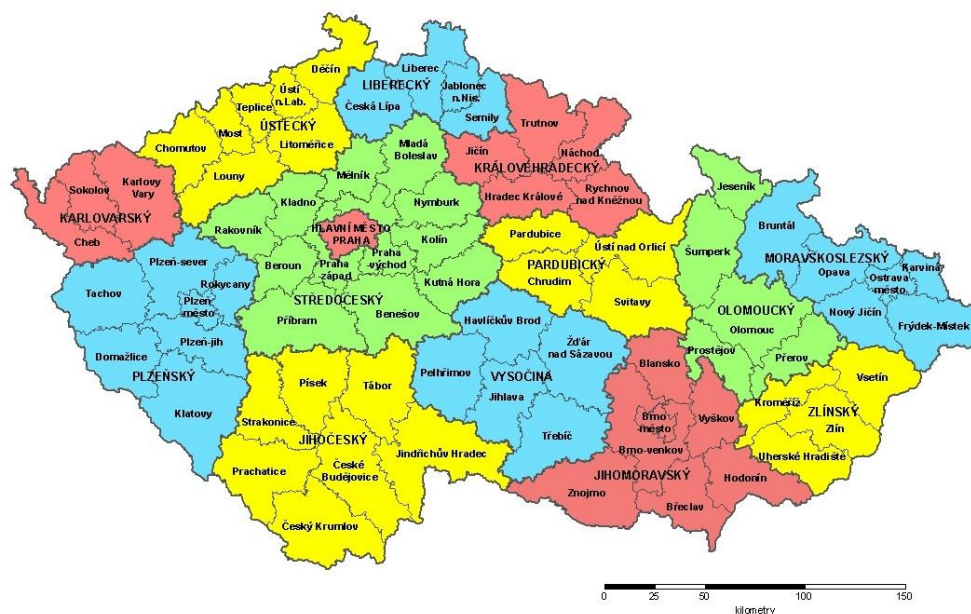 Děčín
Liberec
LIBERECKÝ
Ústí
n.Lab.
Jablonec
n.Nis.
Teplice
Česká Lípa
Semily
Most
ÚSTECKÝ
Trutnov
Chomutov
Litoměřice
Mladá
Boleslav
Jičín
Náchod
KRÁLOVÉHRADECKÝ
Louny
Mělník
Sokolov
Karlovy
Vary
Kladno
Nymburk
Hradec Králové
Rychnov
nad Kněžnou
Jeseník
KARLOVARSKÝ
Rakovník
HLAVNÍ MĚSTO
PRAHA
Kolín
Pardubice
Ústí nad Orlicí
Bruntál
Cheb
Plzeň-sever
Beroun
Praha
západ
Praha
východ
PARDUBICKÝ
Chrudim
Šumperk
MORAVSKOSLEZSKÝ
Opava
Karviná
Ostrava
město
Rokycany
Kutná Hora
Tachov
Plzeň
město
STŘEDOČESKÝ
Svitavy
OLOMOUCKÝ
Nový Jičín
Příbram
Benešov
Havlíčkův Brod
Olomouc
Frýdek-Místek
Plzeň-jih
Žďár
nad Sázavou
Prostějov
Přerov
Domažlice
PLZEŇSKÝ
Písek
Tábor
Pelhřimov
VYSOČINA
Blansko
Vsetín
Klatovy
Jihlava
Kroměříž
ZLÍNSKÝ
Zlín
Strakonice
Brno
-město
Vyškov
JIHOČESKÝ
Třebíč
Jindřichův Hradec
Brno-venkov
Uherské Hradiště
Prachatice
České
Budějovice
JIHOMORAVSKÝ
Hodonín
Znojmo
Břeclav
Český Krumlov
0 25 50 100 150
kilometry